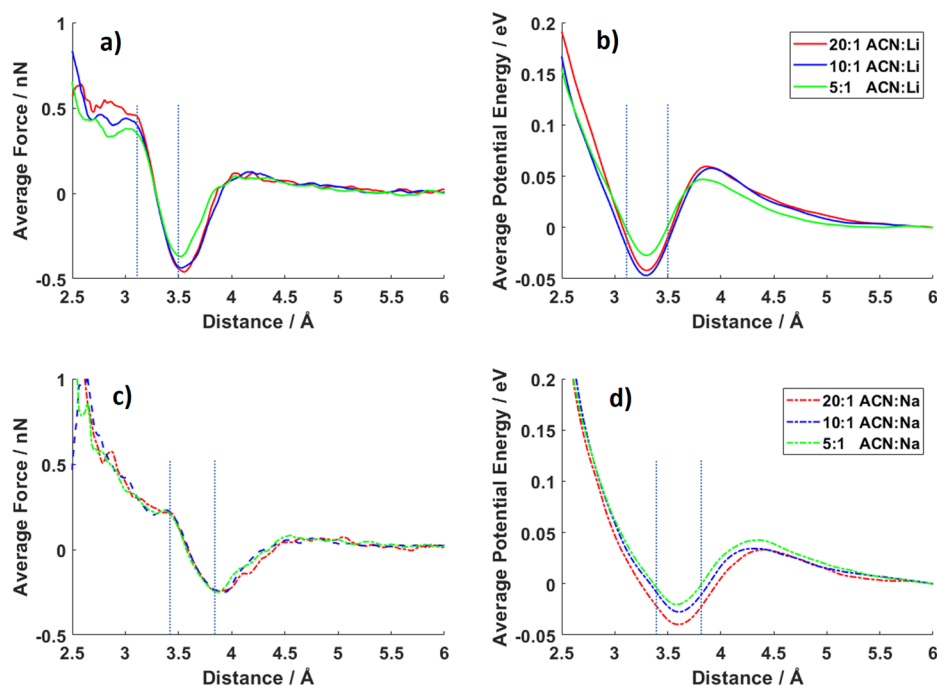 a)
Average Force / nN
1
0.5
0
-0.5
2.5 3 3.5 4 4.5 5 5.5 6
Distance / Å
b)
Average Potential Energy / eV
0.2
0.15
0.1
0.05
0
-0.05
2.5 3 3.5 4 4.5 5 5.5 6
Distance / Å
20:1 ACN:Li
10:1 ACN:Li
5:1 ACN:Li
c)
Average Force / nN
1
0.5
0
-0.5
2.5 3 3.5 4 4.5 5 5.5 6
Distance / Å
d)
Average Potential Energy / eV
0.2
0.15
0.1
0.05
0
-0.05
2.5 3 3.5 4 4.5 5 5.5 6
Distance / Å
20:1 ACN:Na
10:1 ACN:Na
5:1 ACN:Na